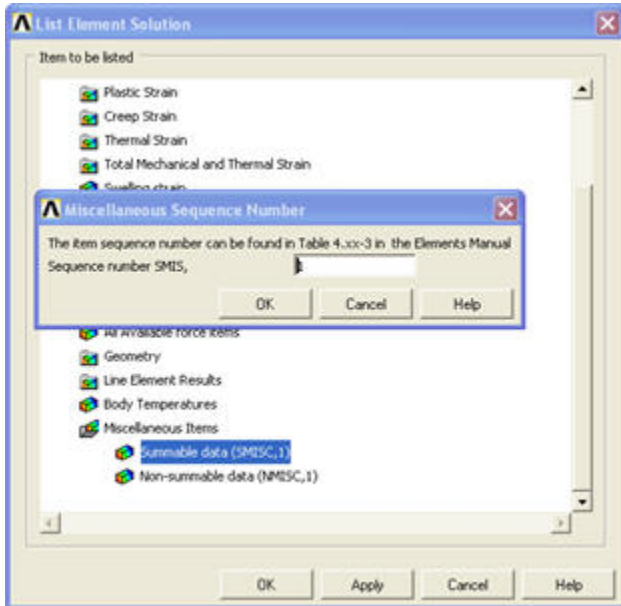 List Element Solution
Item to be listed
Plastic Strain
Creep Strain
Thermal Strain
Total Mechanical and Thermal Strain
Swelling strain
Miscellaneous Sequence Number
The item sequence number can be found in Table 4.xx-3 in the Elements Manual
Sequence number SMIS,
1
OK Cancel Help
All Available force items
Geometry
Line Element Results
Body Temperatures
Miscellaneous Items
Summable data (SMISC,1)
Non-summable data (NMISC,1)
OK Apply Cancel Help